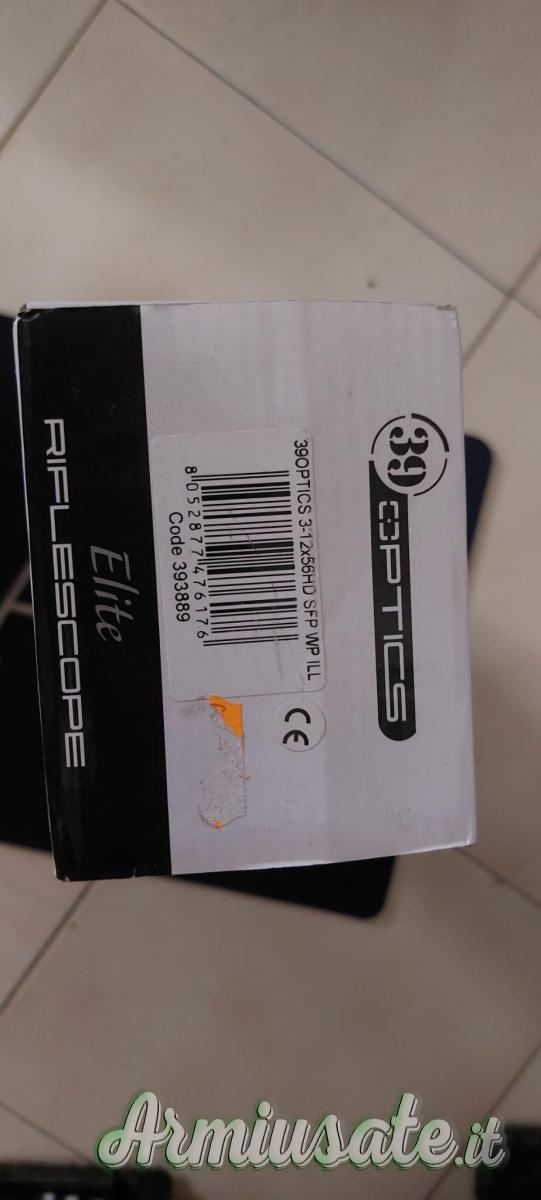 39 OPTICS
39OPTICS 3-12x56HD SFP WP ILL
8 052877 476176
Code 393889
CE
Elite
RIFLESCOPE
Armiusate.it